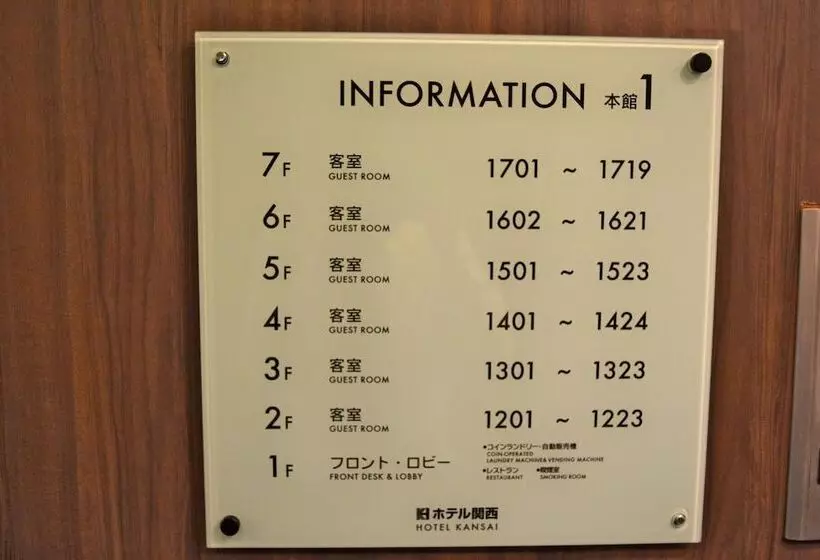 INFORMATION 本館1
7F 客室 1701 ~ 1719
GUEST ROOM
6F 客室 1602 ~ 1621
GUEST ROOM
5F 客室 1501 ~ 1523
GUEST ROOM
4F 客室 1401 ~ 1424
GUEST ROOM
3F 客室 1301 ~ 1323
GUEST ROOM
2F 客室 1201 ~ 1223
GUEST ROOM
1F フロント・ロビー
FRONT DESK & LOBBY
•コインランドリー・自動販売機
COIN-OPERATED
LAUNDRY MACHINE& VENDING MACHINE
•レストラン •喫煙室
RESTAURANT SMOKING ROOM
ホテル関西
HOTEL KANSAI